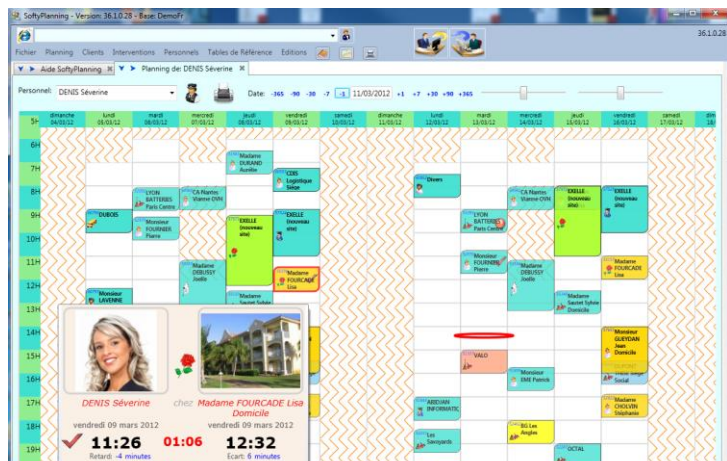 SoftyPlanning - Version: 36.1.0.28 - Base: DemoFr
36.1.0.28
Fichier Planning Clients Interventions Personnels Tables de Référence Editions
Aide SoftyPlanning Planning de: DENIS Séverine
Personnel: DENIS Séverine Date: -365 -90 -30 -7 -1 11/03/2012 +1 +7 +30 +90 +365
dimanche lundi mardi mercredi jeudi vendredi samedi dimanche lundi mardi mercredi jeudi vendredi samedi
5H 04/03/12 05/03/12 06/03/12 07/03/12 08/03/12 09/03/12 10/03/12 11/03/12 12/03/12 13/03/12 14/03/12 15/03/12 16/03/12 17/03/12
6H
Madame
DURAND
Aurélie
7H
CDIS
Logistique
Siège
Divers
8H
LYON
BATTERIES
Paris Centre
CA Nantes
Vianne OVN
CA Nantes
Vianne OVN
EXELLE
(nouveau
site)
EXELLE
(nouveau
site)
9H
DUBOIS
Monsieur
FOURNIER
Pierre
EXELLE
(nouveau
site)
EXELLE
(nouveau
site)
LYON
BATTERIES
Paris Centre
10H
11H
Madame
DEBUSSY
Joelle
Madame
FOURCADE
Lisa
Monsieur
FOURNIER
Pierre
Madame
DEBUSSY
Joelle
Madame
FOURCADE
Lisa
12H
Monsieur
LAVENNE
Madame
Sautet Sylvie
Madame
Sautet Sylvie
Domicile
13H
14H
Monsieur
GUEYDAN
Jean
Domicile
15H
VALO
16H
Monsieur
EME Patrick
Social
17H
ABIDJAN
INFORMATIC
Madame
CHOLVIN
Stéphanie
18H
Les
Savoyards
BG Les
Angles
19H
OCTAL
DENIS Séverine chez Madame FOURCADE Lisa
Domicile
vendredi 09 mars 2012 vendredi 09 mars 2012
11:26 01:06 12:32
Retard: -4 minutes Écart: 6 minutes